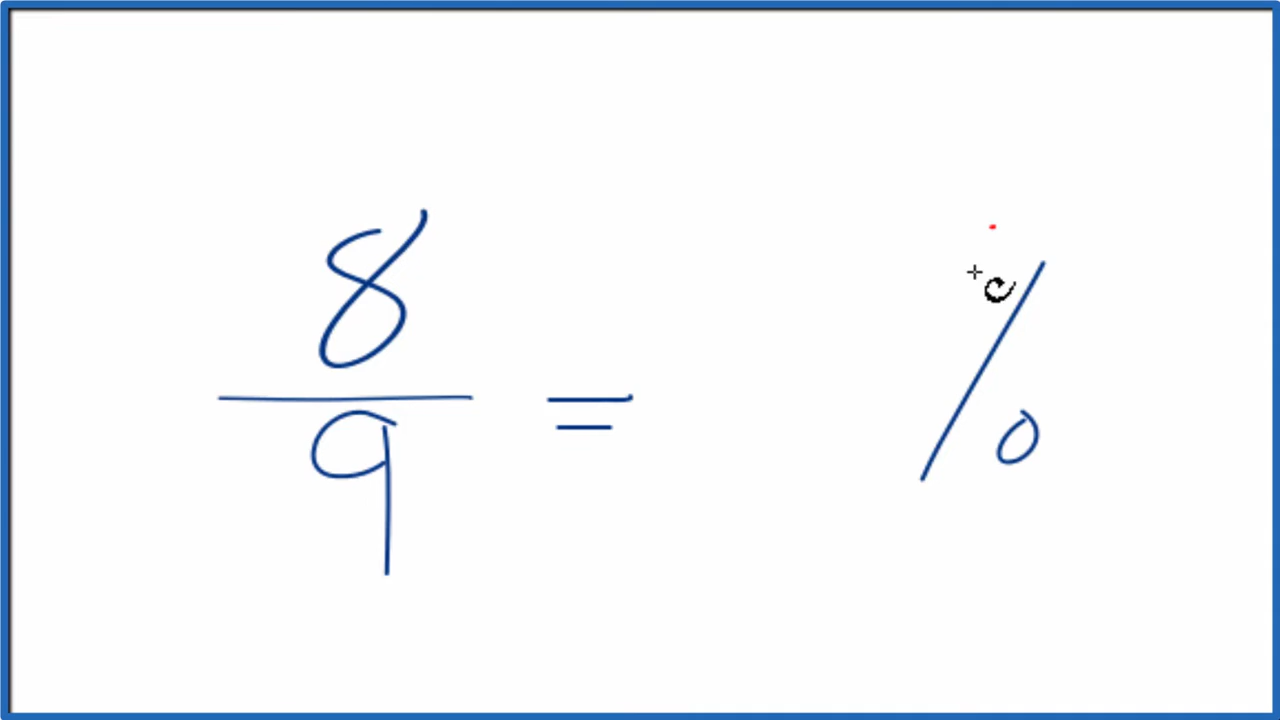 8
9
= %